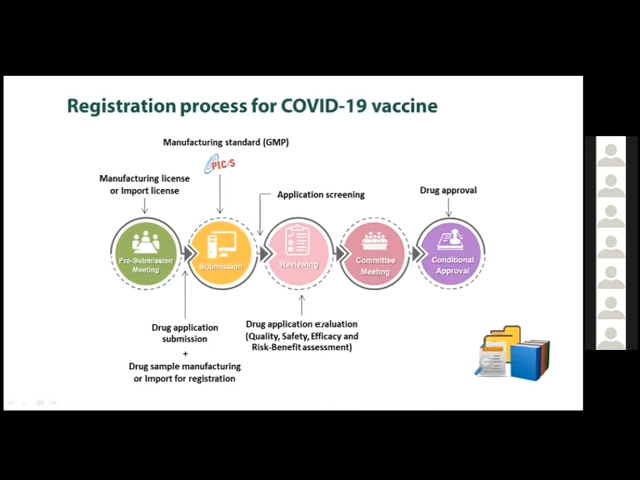 Registration process for COVID-19 vaccine
Manufacturing standard (GMP)
PIC/S
Manufacturing license
or Import license
Application screening
Drug approval
Pre-Submission
Meeting
Submission
Reviewing
Committee
Meeting
Conditional
Approval
Drug application
submission
+
Drug sample manufacturing
or Import for registration
Drug application evaluation
(Quality, Safety, Efficacy and
Risk-Benefit assessment)